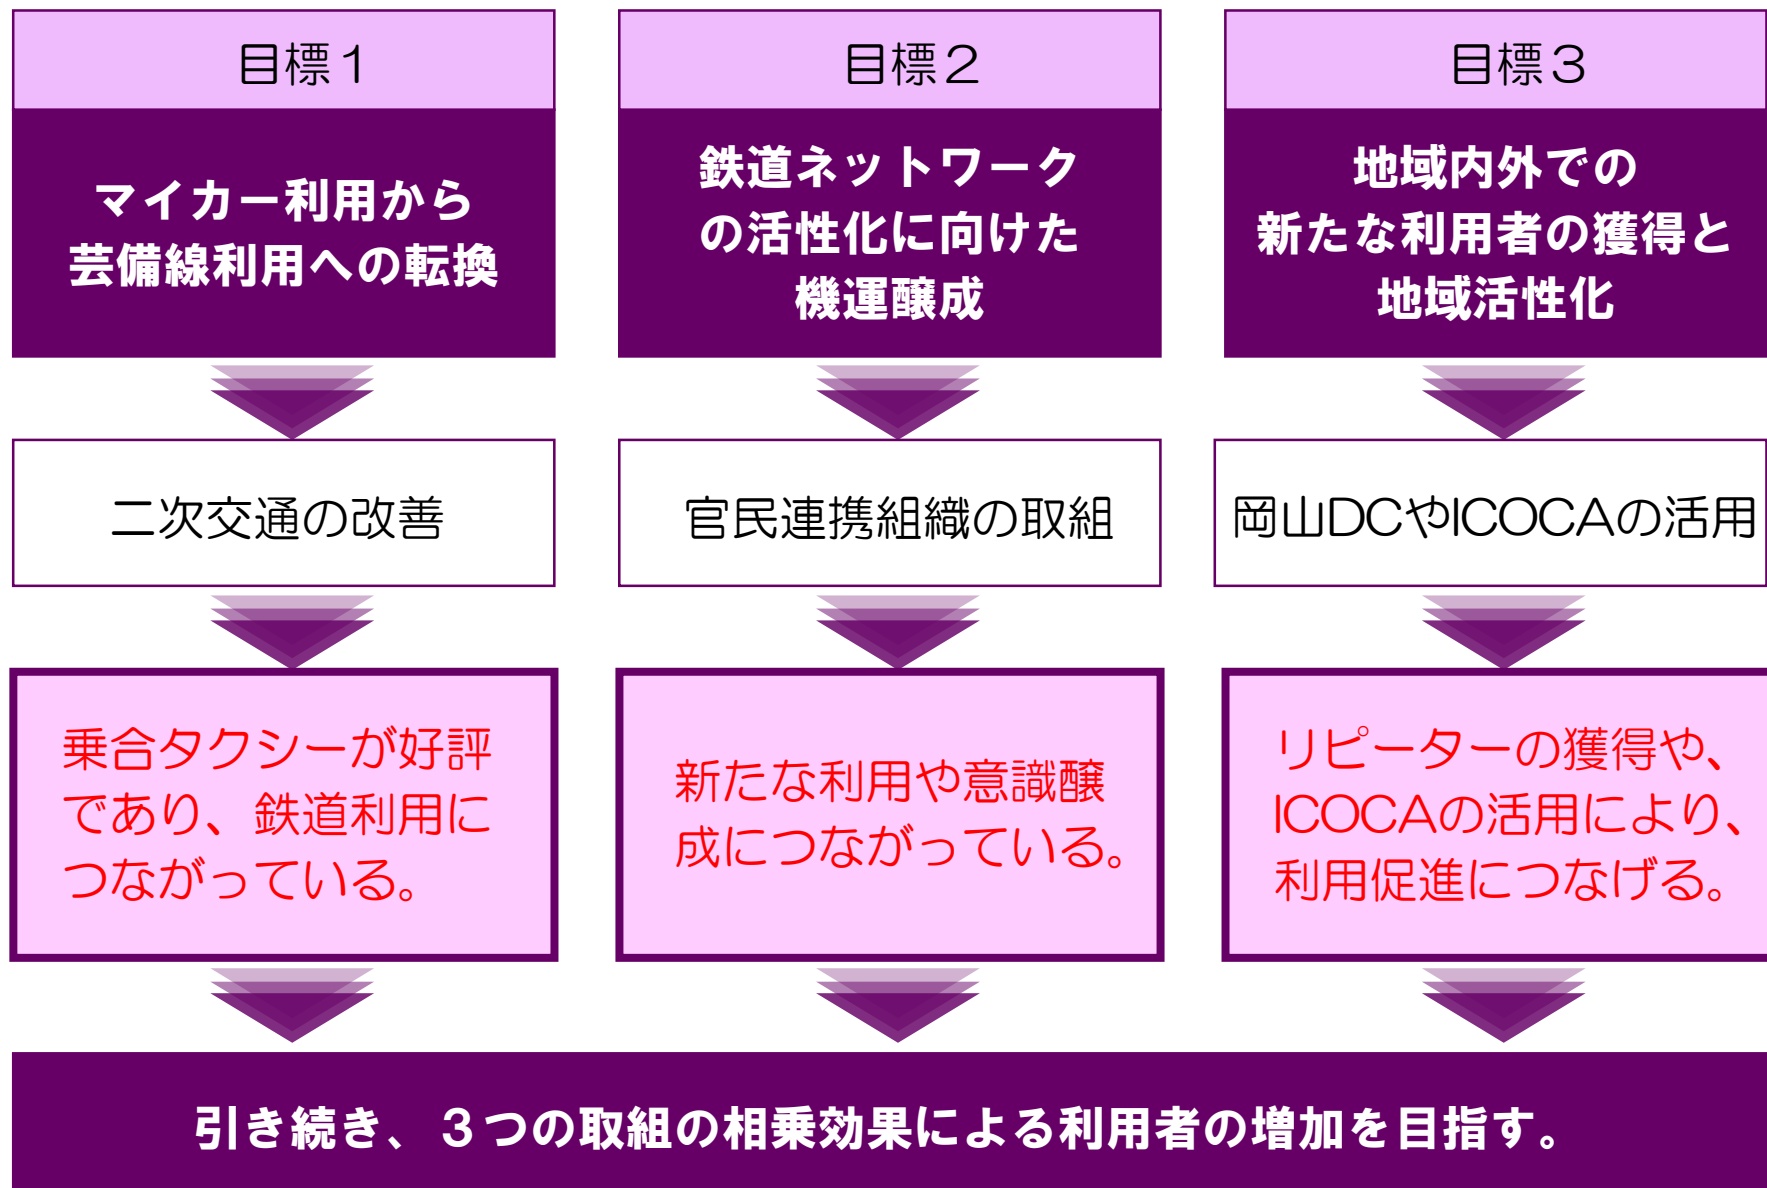 目標１
マイカー利用から
芸備線利用への転換
二次交通の改善
乗合タクシーが好評
であり、鉄道利用に
つながっている。
目標２
鉄道ネットワーク
の活性化に向けた
機運醸成
官民連携組織の取組
新たな利用や意識醸
成につながっている。
目標３
地域内外での
新たな利用者の獲得と
地域活性化
岡山DCやICOCAの活用
リピーターの獲得や、
ICOCAの活用により、
利用促進につなげる。
引き続き、３つの取組の相乗効果による利用者の増加を目指す。